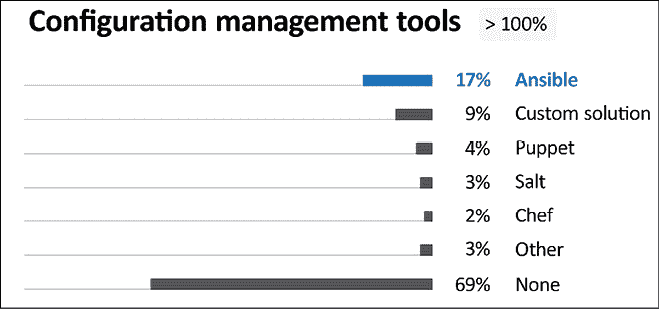 Configuration management tools > 100%
17% Ansible
9% Custom solution
4% Puppet
3% Salt
2% Chef
3% Other
69% None